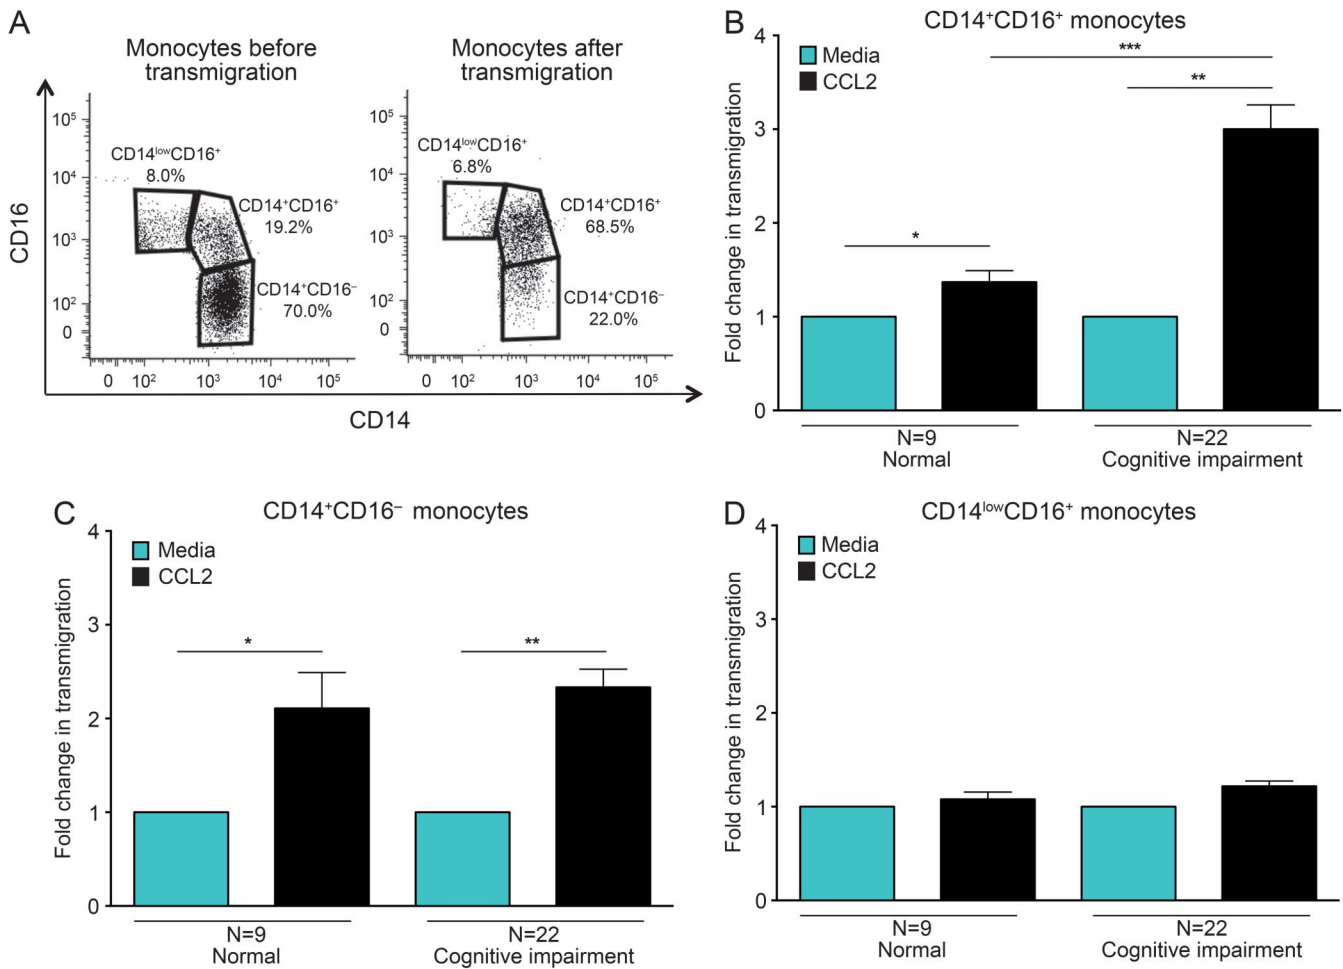 A
Monocytes before
transmigration
Monocytes after
transmigration
CD16
10⁵
10⁴
10³
10²
0
CD14ˡᵒʷCD16⁺
8.0%
CD14⁺CD16⁺
19.2%
CD14⁺CD16⁻
70.0%
0 10² 10³ 10⁴ 10⁵
10⁵
10⁴
10³
10²
0
CD14ˡᵒʷCD16⁺
6.8%
CD14⁺CD16⁺
68.5%
CD14⁺CD16⁻
22.0%
0 10² 10³ 10⁴ 10⁵
CD14
B
CD14⁺CD16⁺ monocytes
Media
CCL2
Fold change in transmigration
4
3
2
1
0
*
**
***
N=9
Normal
N=22
Cognitive impairment
C
CD14⁺CD16⁻ monocytes
Media
CCL2
Fold change in transmigration
4
3
2
1
0
*
**
N=9
Normal
N=22
Cognitive impairment
D
CD14ˡᵒʷCD16⁺ monocytes
Media
CCL2
Fold change in transmigration
4
3
2
1
0
N=9
Normal
N=22
Cognitive impairment